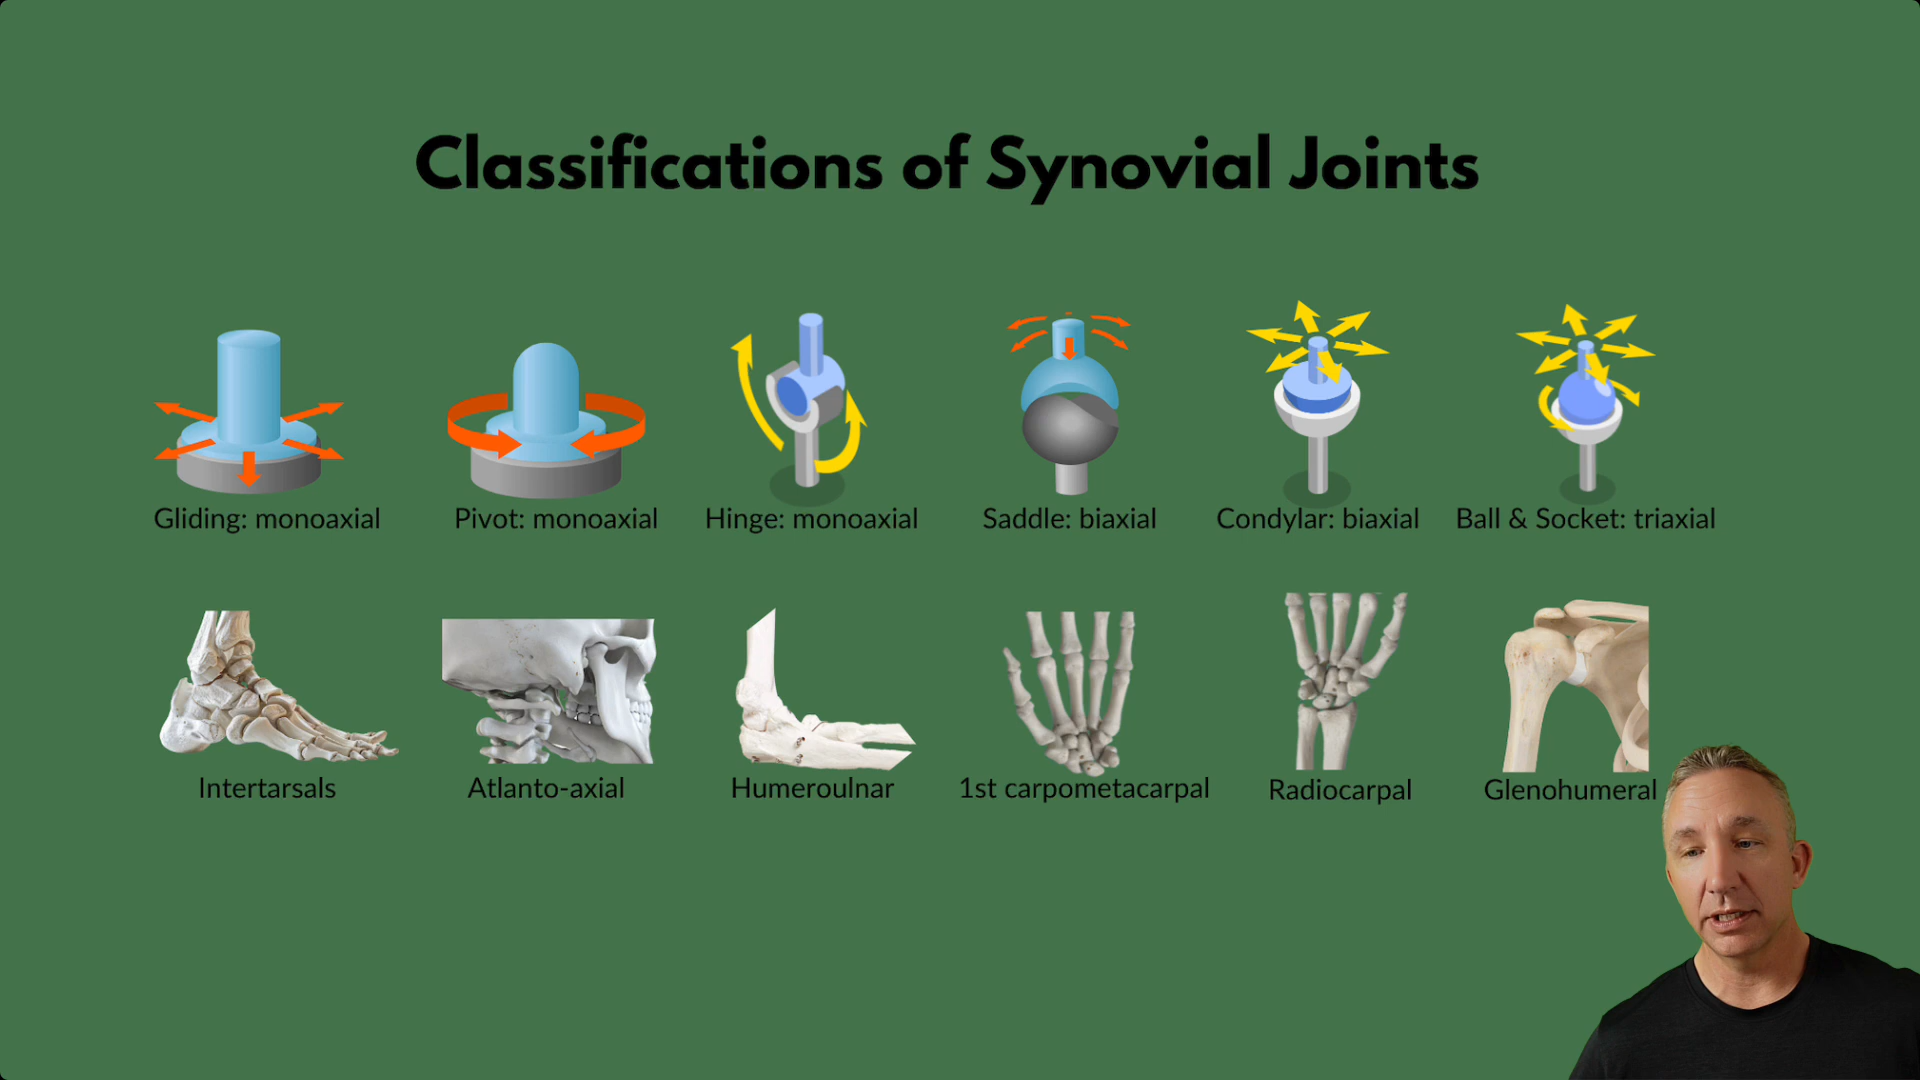 Classifications of Synovial Joints
Gliding: monoaxial
Pivot: monoaxial
Hinge: monoaxial
Saddle: biaxial
Condylar: biaxial
Ball & Socket: triaxial
Intertarsals
Atlanto-axial
Humeroulnar
1st carpometacarpal
Radiocarpal
Glenohumeral